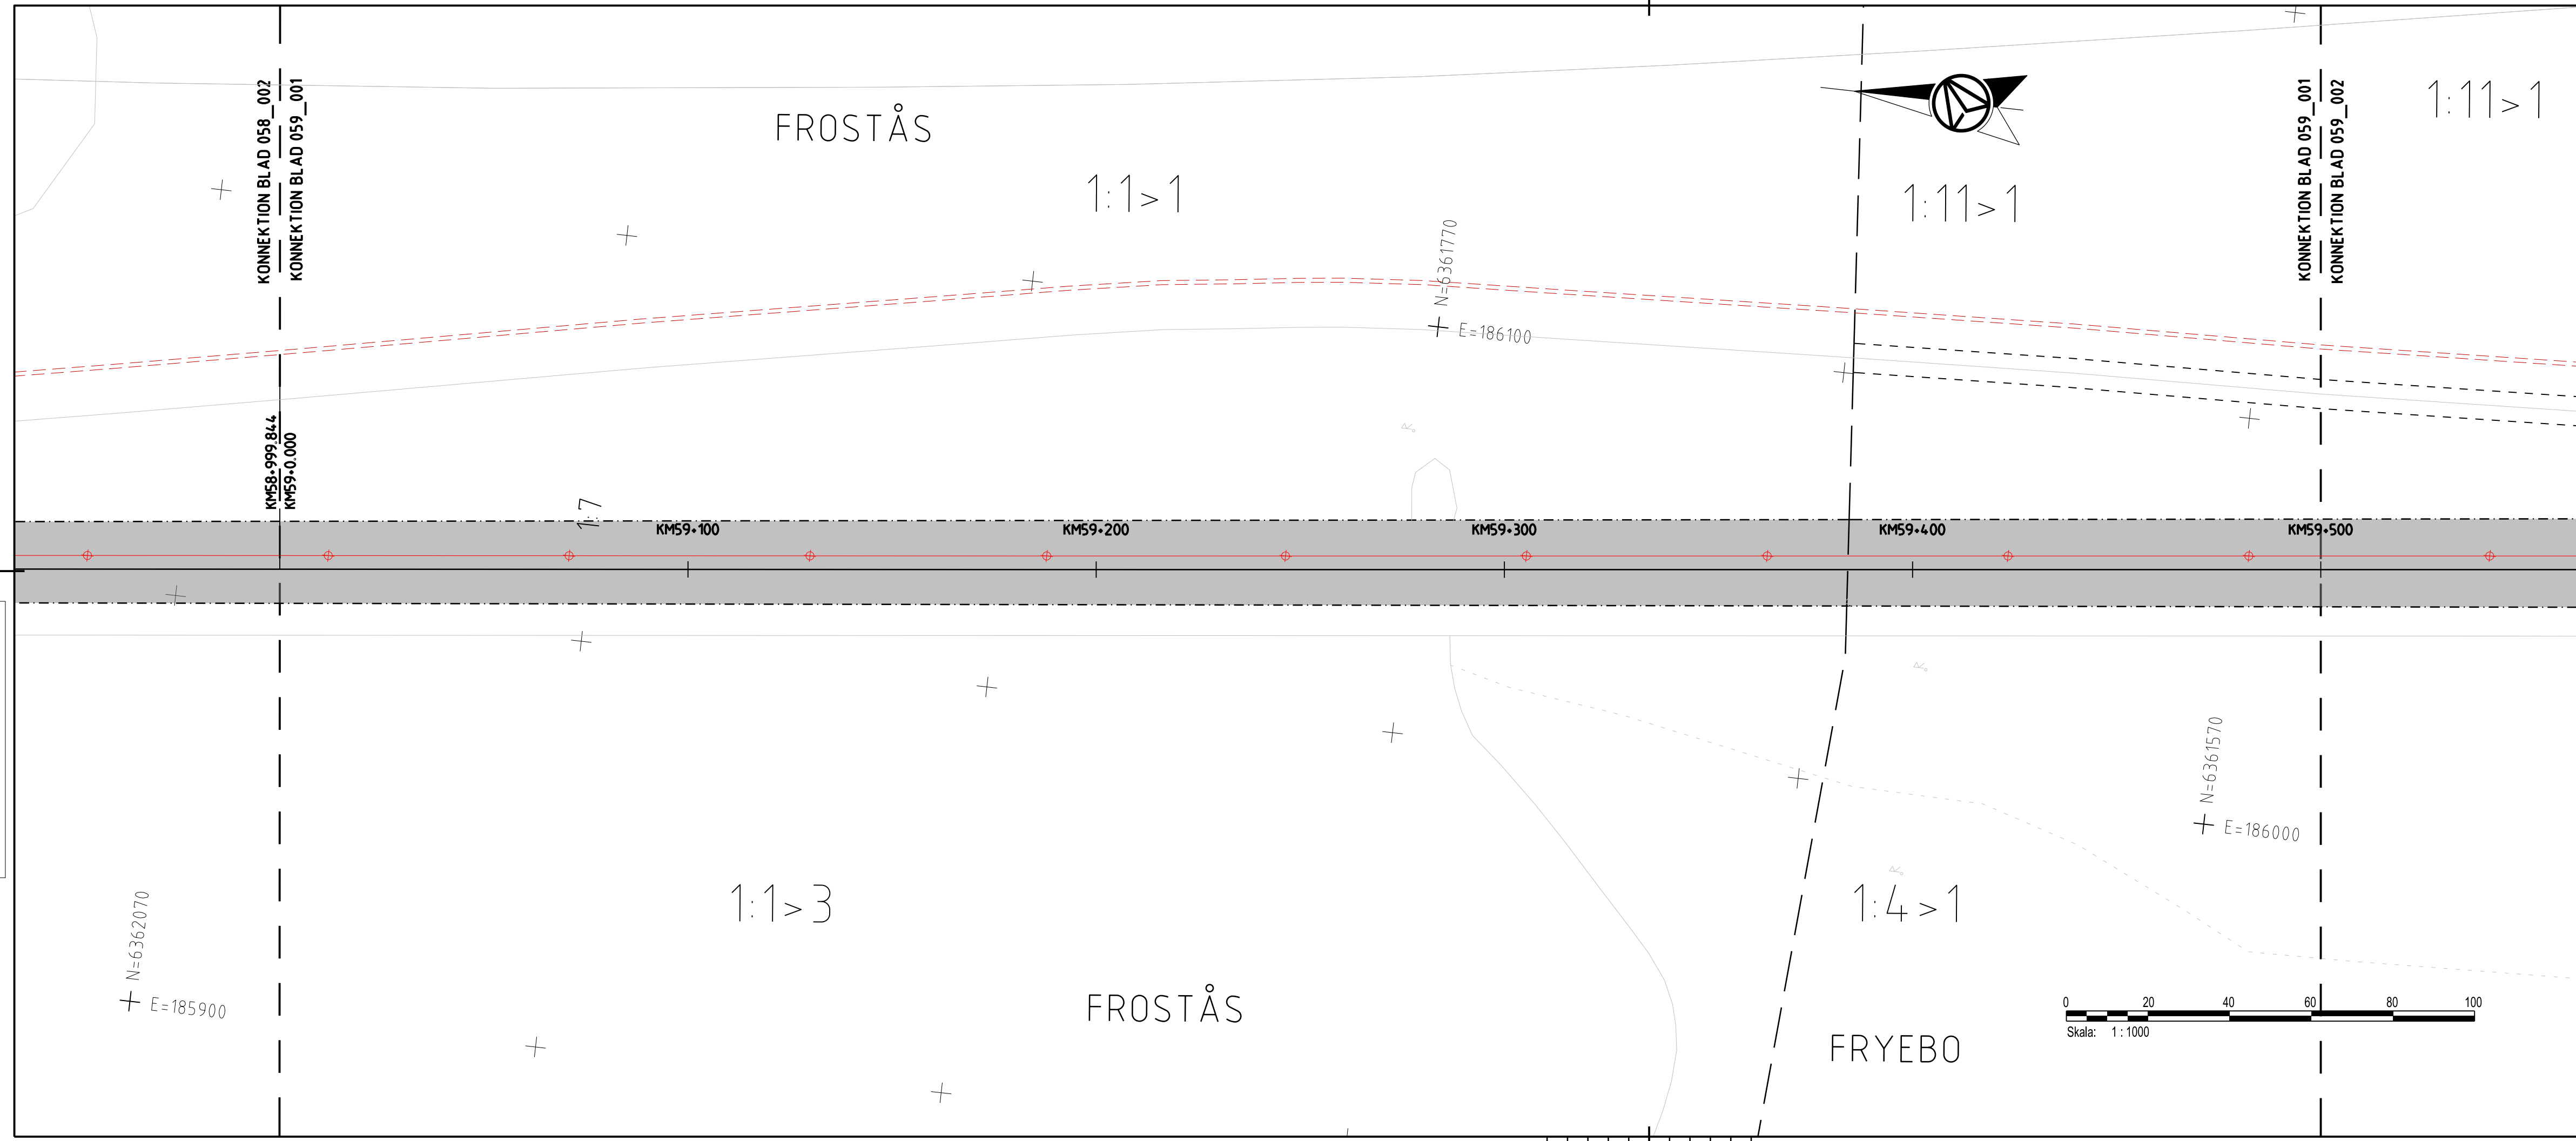 KONNEKTION BLAD 058_002
KONNEKTION BLAD 059_001
FROSTÅS
1:1>1
1:11>1
KONNEKTION BLAD 059_001
KONNEKTION BLAD 059_002
1:11>1
N=6361770
E=186100
KM58+999.844
KM59+0.000
1:7
KM59+100
KM59+200
KM59+300
KM59+400
KM59+500
N=6361570
E=186000
1:1>3
1:4>1
N=6362070
E=185900
FROSTÅS
FRYEBO
0 20 40 60 80 100
Skala: 1 : 1000